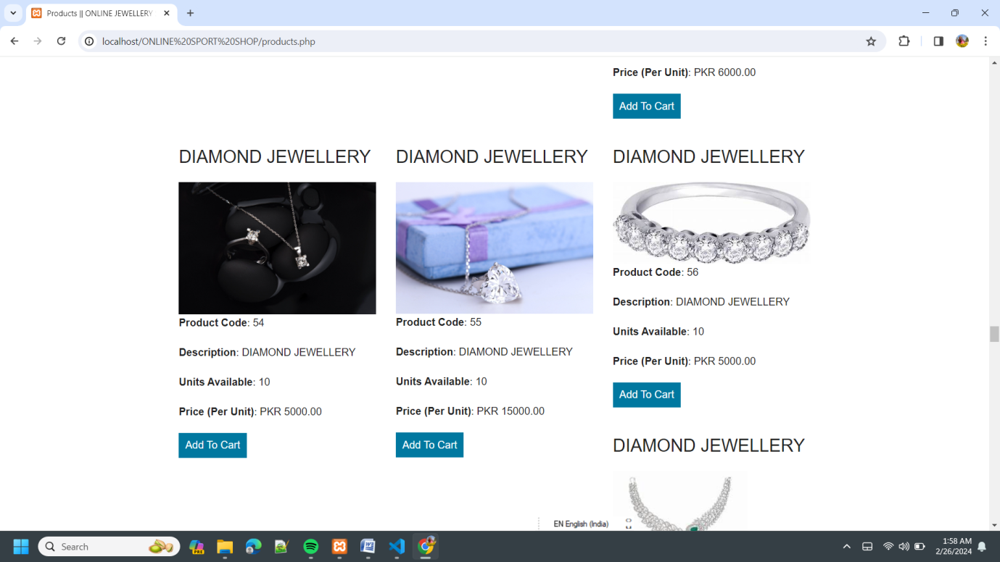 Products || ONLINE JEWELLERY
localhost/ONLINE%20SPORT%20SHOP/products.php
Price (Per Unit): PKR 6000.00
Add To Cart
DIAMOND JEWELLERY
Product Code: 54
Description: DIAMOND JEWELLERY
Units Available: 10
Price (Per Unit): PKR 5000.00
Add To Cart
DIAMOND JEWELLERY
Product Code: 55
Description: DIAMOND JEWELLERY
Units Available: 10
Price (Per Unit): PKR 15000.00
Add To Cart
DIAMOND JEWELLERY
Product Code: 56
Description: DIAMOND JEWELLERY
Units Available: 10
Price (Per Unit): PKR 5000.00
Add To Cart
DIAMOND JEWELLERY
EN English (India)
Search
PRE
1:58 AM
2/26/2024